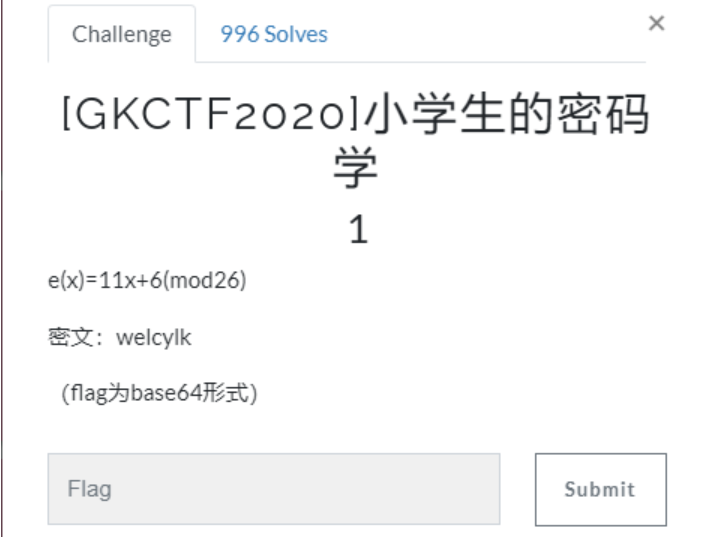 Challenge 996 Solves ×
[GKCTF2020]小学生的密码
学
1
e(x)=11x+6(mod26)
密文：welcylk
（flag为base64形式）
Flag Submit